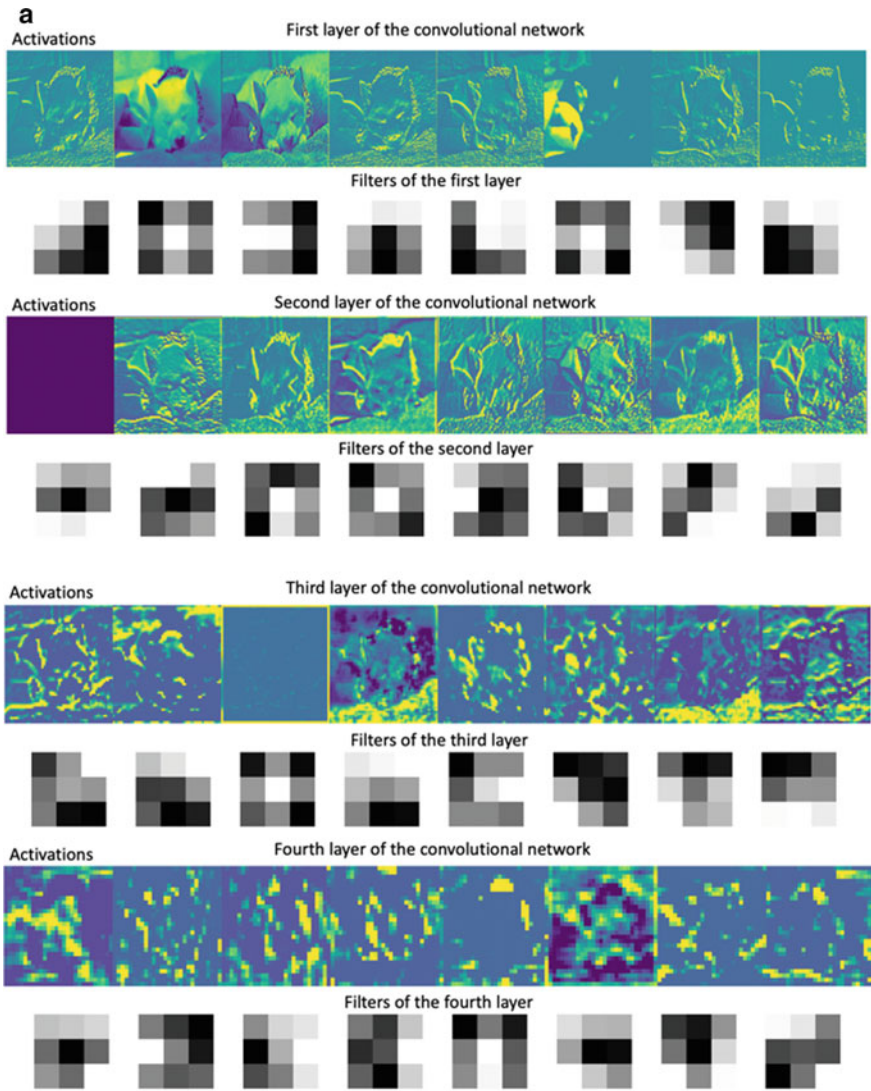 a
First layer of the convolutional network
Activations
Filters of the first layer
Second layer of the convolutional network
Activations
Filters of the second layer
Third layer of the convolutional network
Activations
Filters of the third layer
Fourth layer of the convolutional network
Activations
Filters of the fourth layer